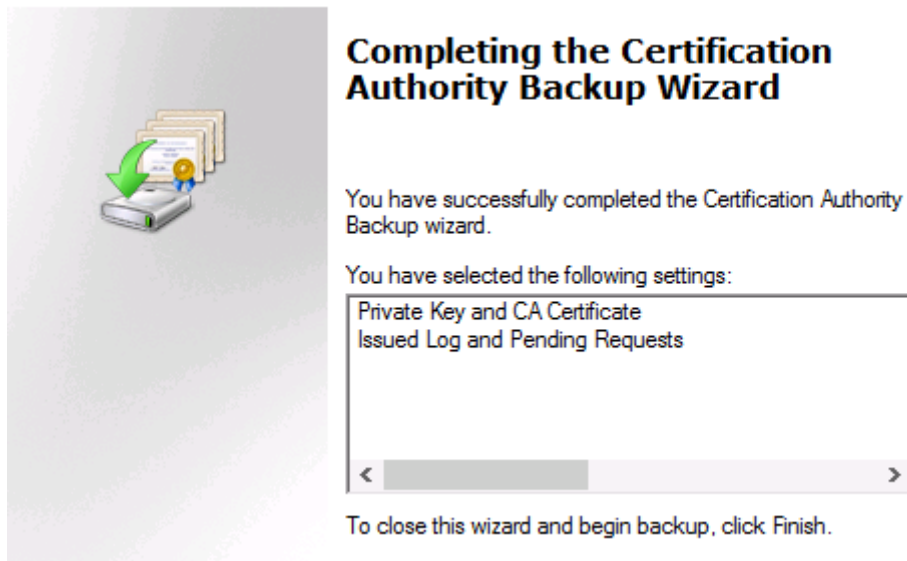 Completing the Certification
Authority Backup Wizard
You have successfully completed the Certification Authority
Backup wizard.
You have selected the following settings:
Private Key and CA Certificate
Issued Log and Pending Requests
To close this wizard and begin backup, click Finish.